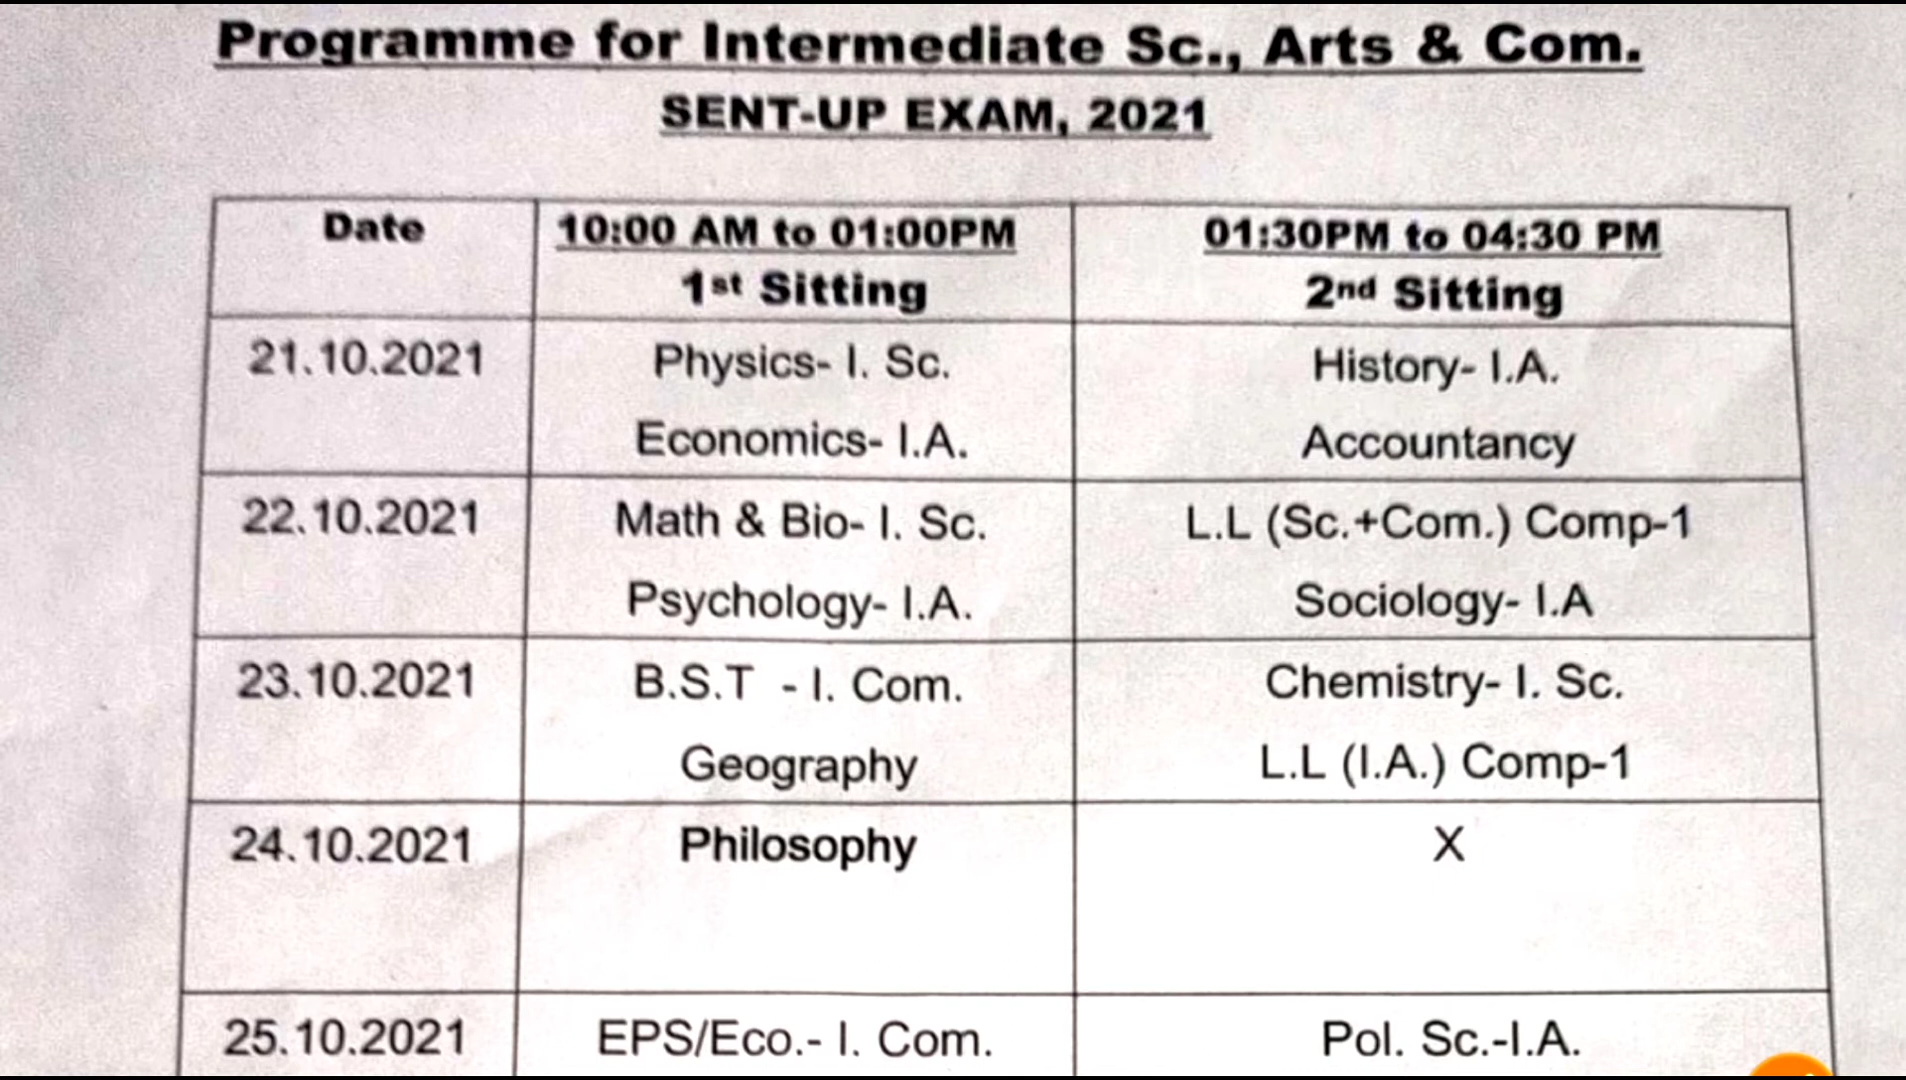 Programme for Intermediate Sc., Arts & Com.
SENT-UP EXAM, 2021
Date 10:00 AM to 01:00PM 01:30PM to 04:30 PM
1st Sitting 2nd Sitting
21.10.2021 Physics- I. Sc. History- I.A.
Economics- I.A. Accountancy
22.10.2021 Math & Bio- I. Sc. L.L (Sc.+Com.) Comp-1
Psychology- I.A. Sociology- I.A
23.10.2021 B.S.T - I. Com. Chemistry- I. Sc.
Geography L.L (I.A.) Comp-1
24.10.2021 Philosophy X
25.10.2021 EPS/Eco.- I. Com. Pol. Sc.-I.A.